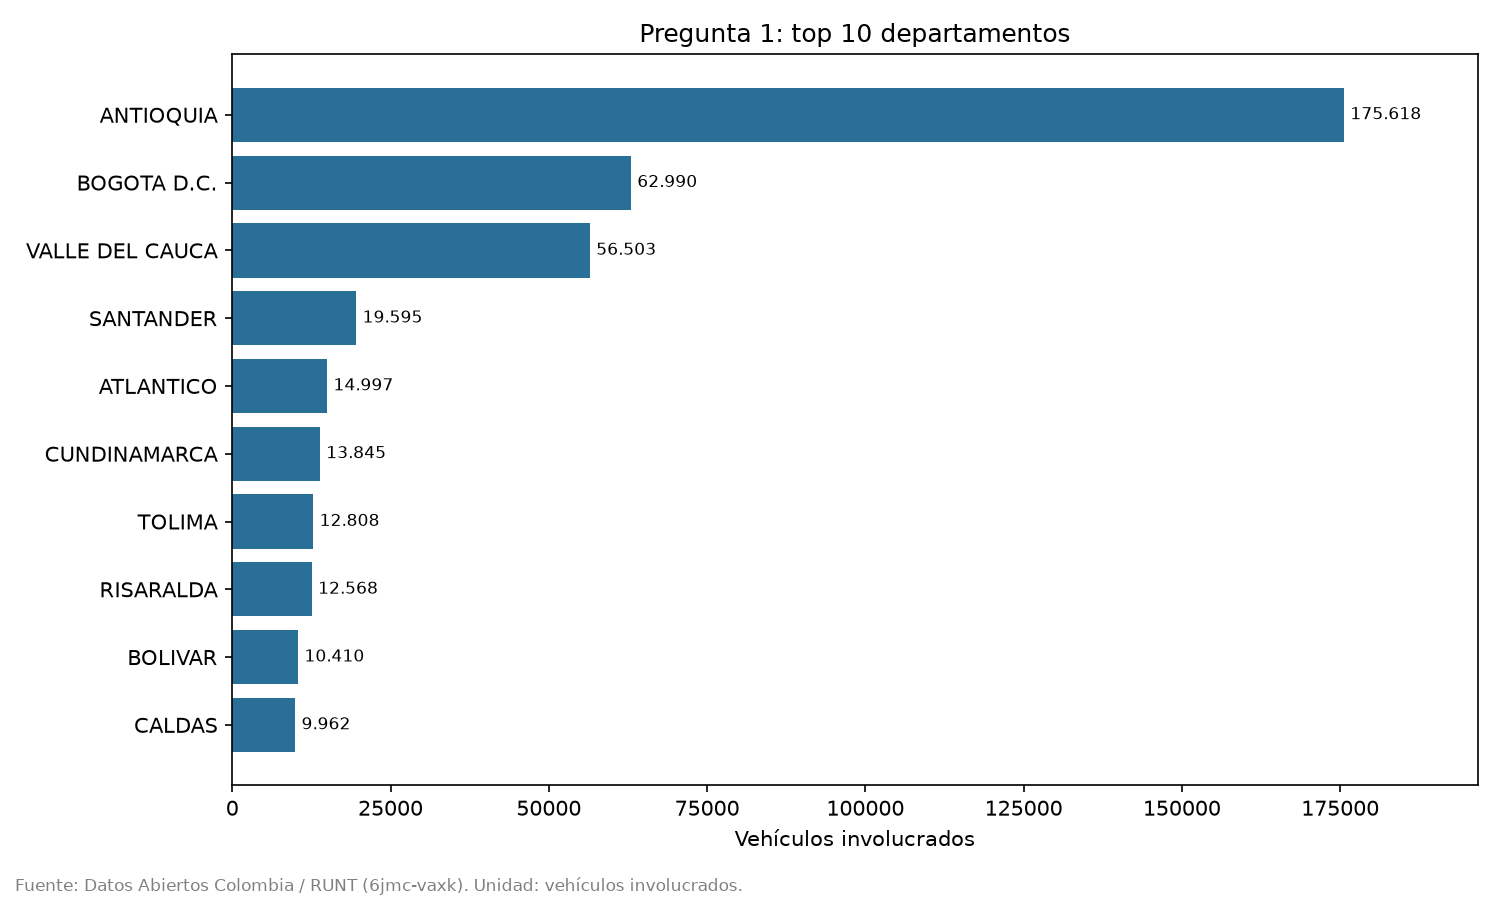 Pregunta 1: top 10 departamentos
ANTIOQUIA 175.618
BOGOTA D.C. 62.990
VALLE DEL CAUCA 56.503
SANTANDER 19.595
ATLANTICO 14.997
CUNDINAMARCA 13.845
TOLIMA 12.808
RISARALDA 12.568
BOLIVAR 10.410
CALDAS 9.962
0 25000 50000 75000 100000 125000 150000 175000
Vehículos involucrados
Fuente: Datos Abiertos Colombia / RUNT (6jmc-vaxk). Unidad: vehículos involucrados.